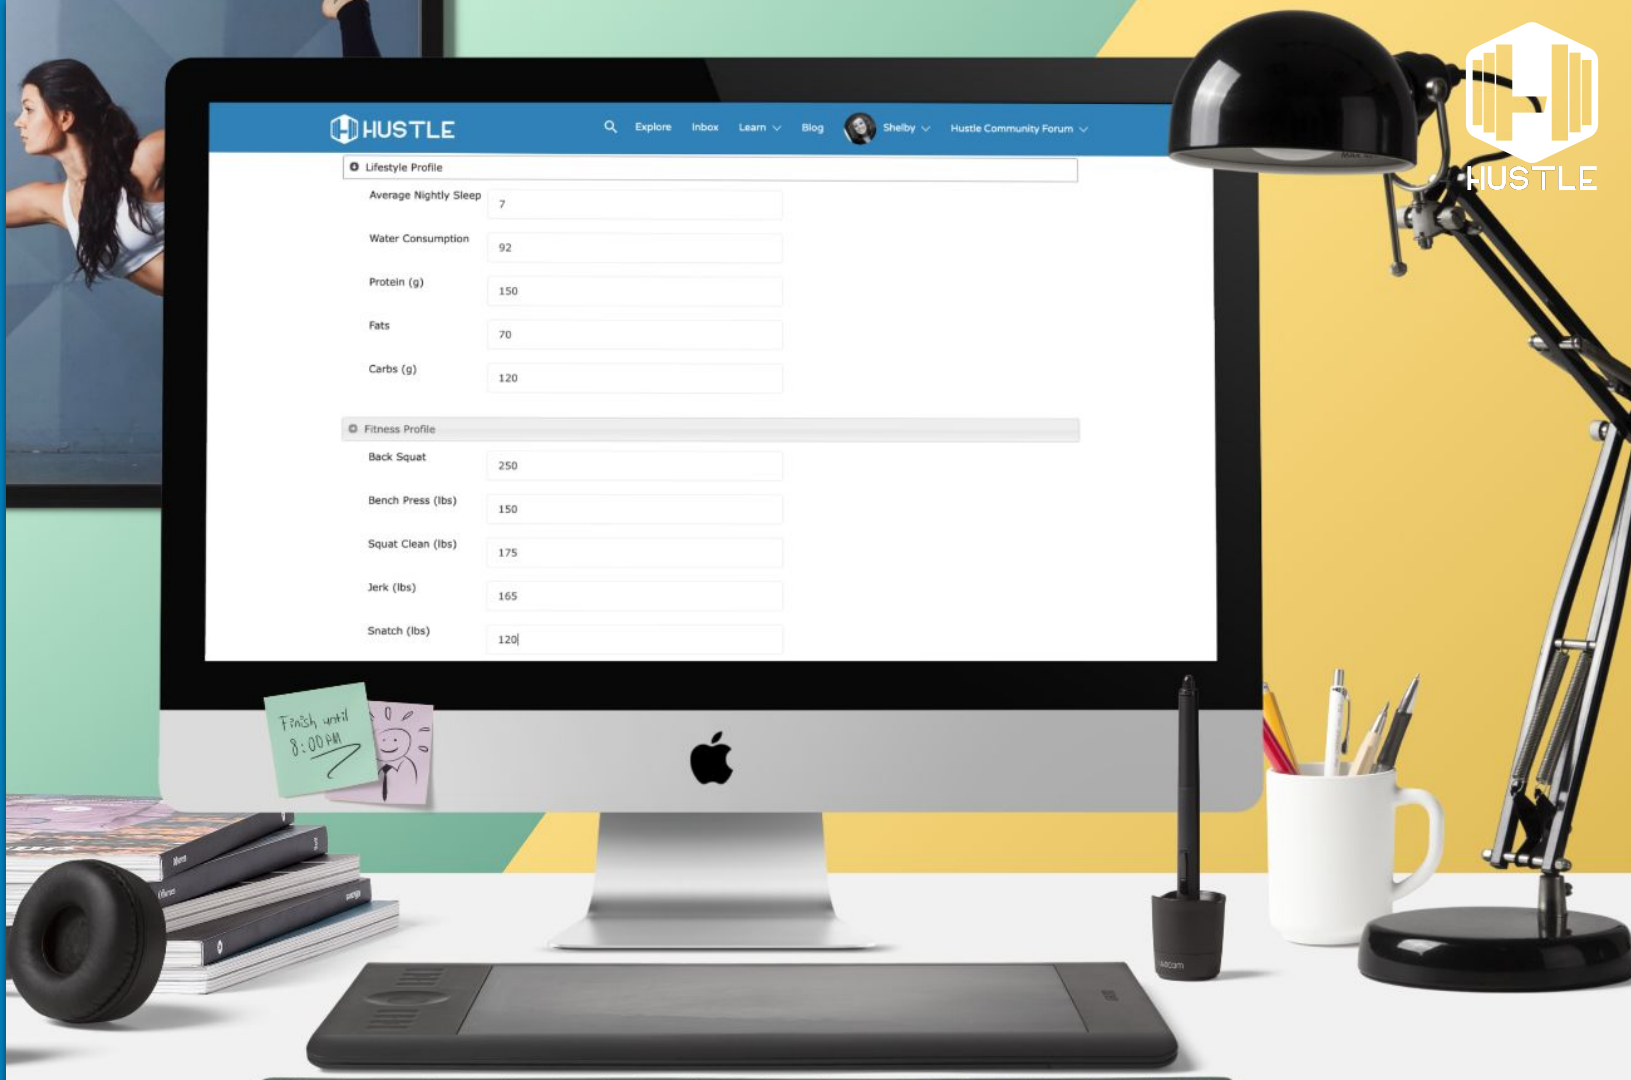 HUSTLE
Explore Inbox Learn Blog Shelby Hustle Community Forum
HUSTLE
Lifestyle Profile
Average Nightly Sleep 7
Water Consumption 92
Protein (g) 150
Fats 70
Carbs (g) 120
Fitness Profile
Back Squat 250
Bench Press (lbs) 150
Squat Clean (lbs) 175
Jerk (lbs) 165
Snatch (lbs) 120
Finish until
8:00 PM